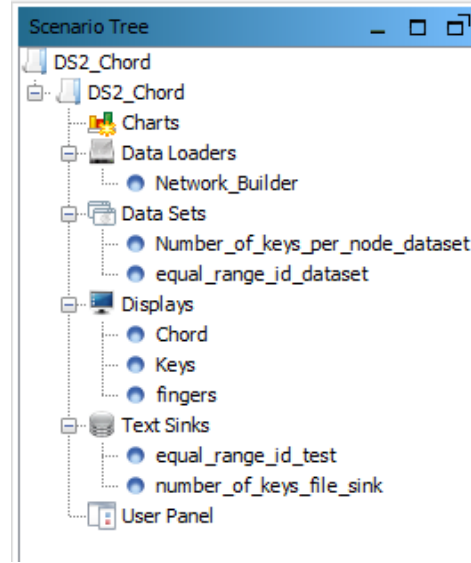 Scenario Tree
DS2_Chord
DS2_Chord
Charts
Data Loaders
Network_Builder
Data Sets
Number_of_keys_per_node_dataset
equal_range_id_dataset
Displays
Chord
Keys
fingers
Text Sinks
equal_range_id_test
number_of_keys_file_sink
User Panel